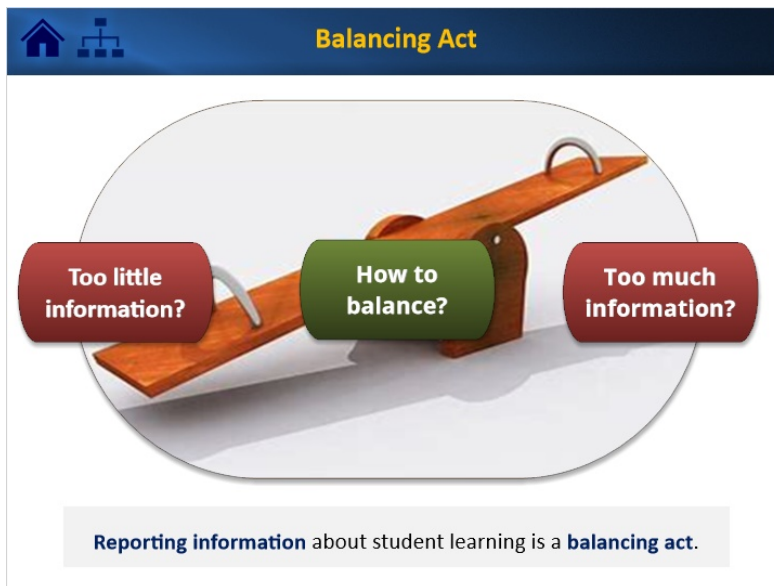 Balancing Act
Too little
information?
How to
balance?
Too much
information?
Reporting information about student learning is a balancing act.